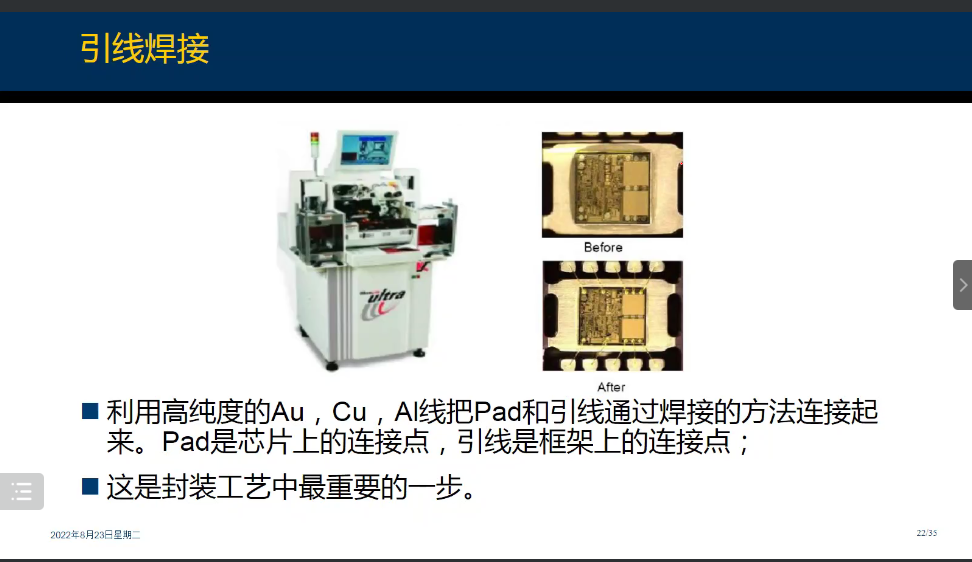 引线焊接
ultra
Before
After
利用高纯度的Au，Cu，Al线把Pad和引线通过焊接的方法连接起
来。Pad是芯片上的连接点，引线是框架上的连接点；
这是封装工艺中最重要的一步。
2022年8月23日星期二
22/35